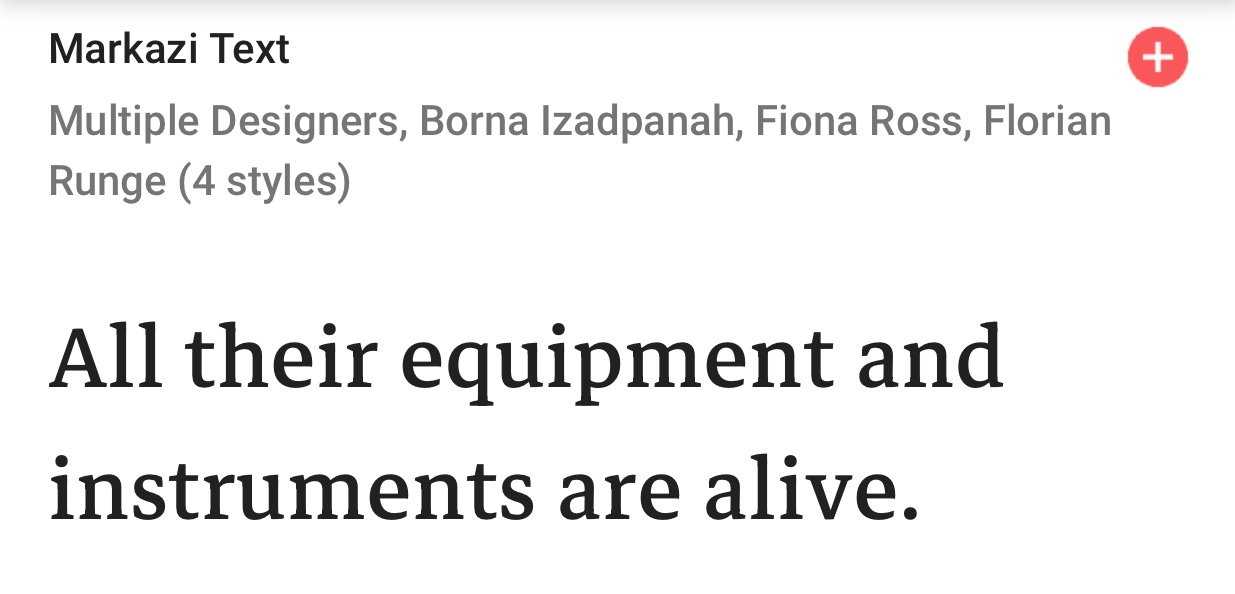 Markazi Text
Multiple Designers, Borna Izadpanah, Fiona Ross, Florian
Runge (4 styles)
All their equipment and
instruments are alive.